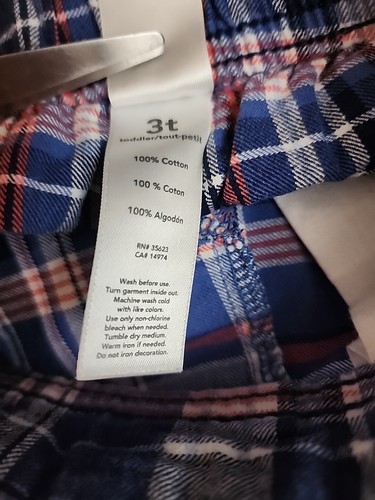 3t
toddler/tout-petit
100% Cotton
100 % Coton
100% Algodón
RN# 35623
CA# 14974
Wash before use.
Turn garment inside out.
Machine wash cold
with like colors.
Use only non-chlorine
bleach when needed.
Tumble dry medium.
Warm iron if needed.
Do not iron decoration.